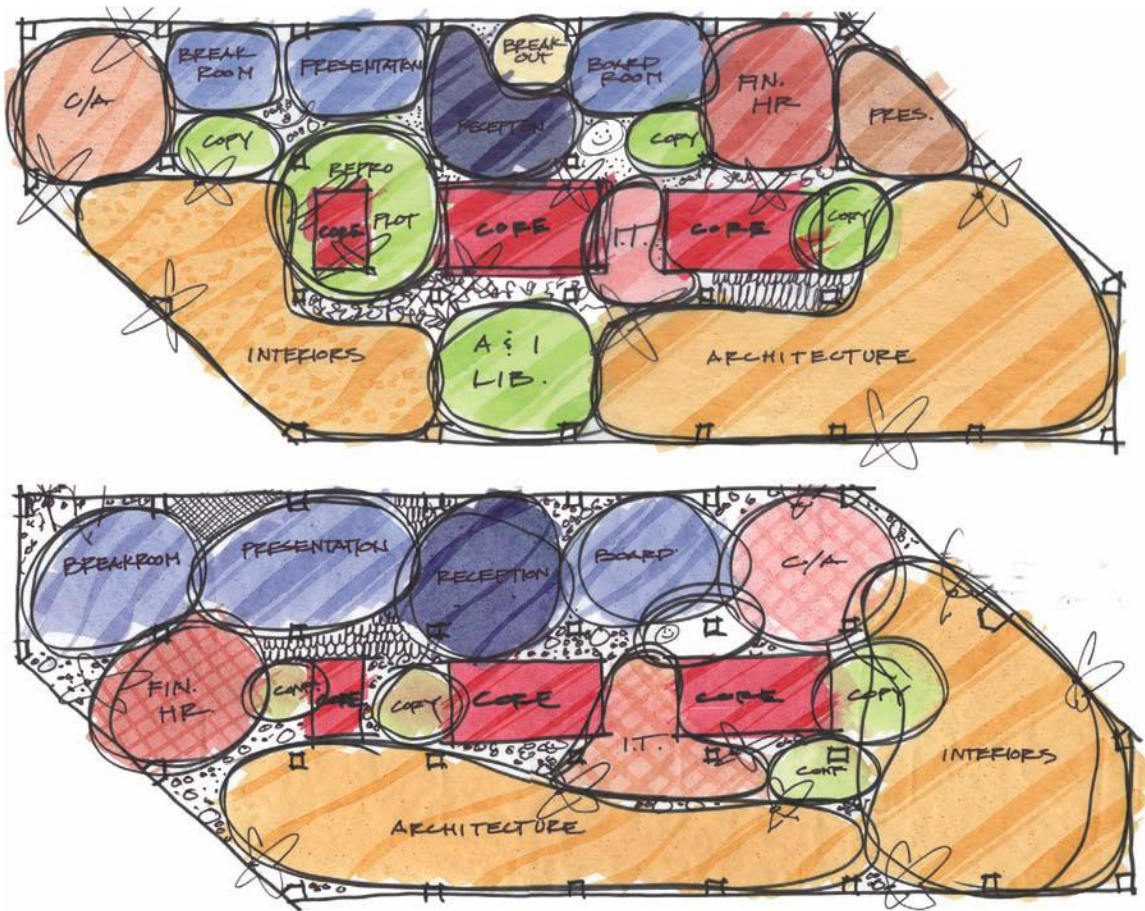 C/A
BREAK
ROOM
PRESENTATION
BREAK
OUT
BOARD
ROOM
FIN.
HR
PRES.
RECEPTION
COPY
COPY
REPRO
PLOT
CORE
CORE
I.T.
CORE
COPY
INTERIORS
A & I
LIB.
ARCHITECTURE
BREAKROOM
PRESENTATION
RECEPTION
BOARD.
C/A
FIN.
HR.
CONF.
CORE
COPY
CORE
I.T.
CORE
COPY
CONF
INTERIORS
ARCHITECTURE